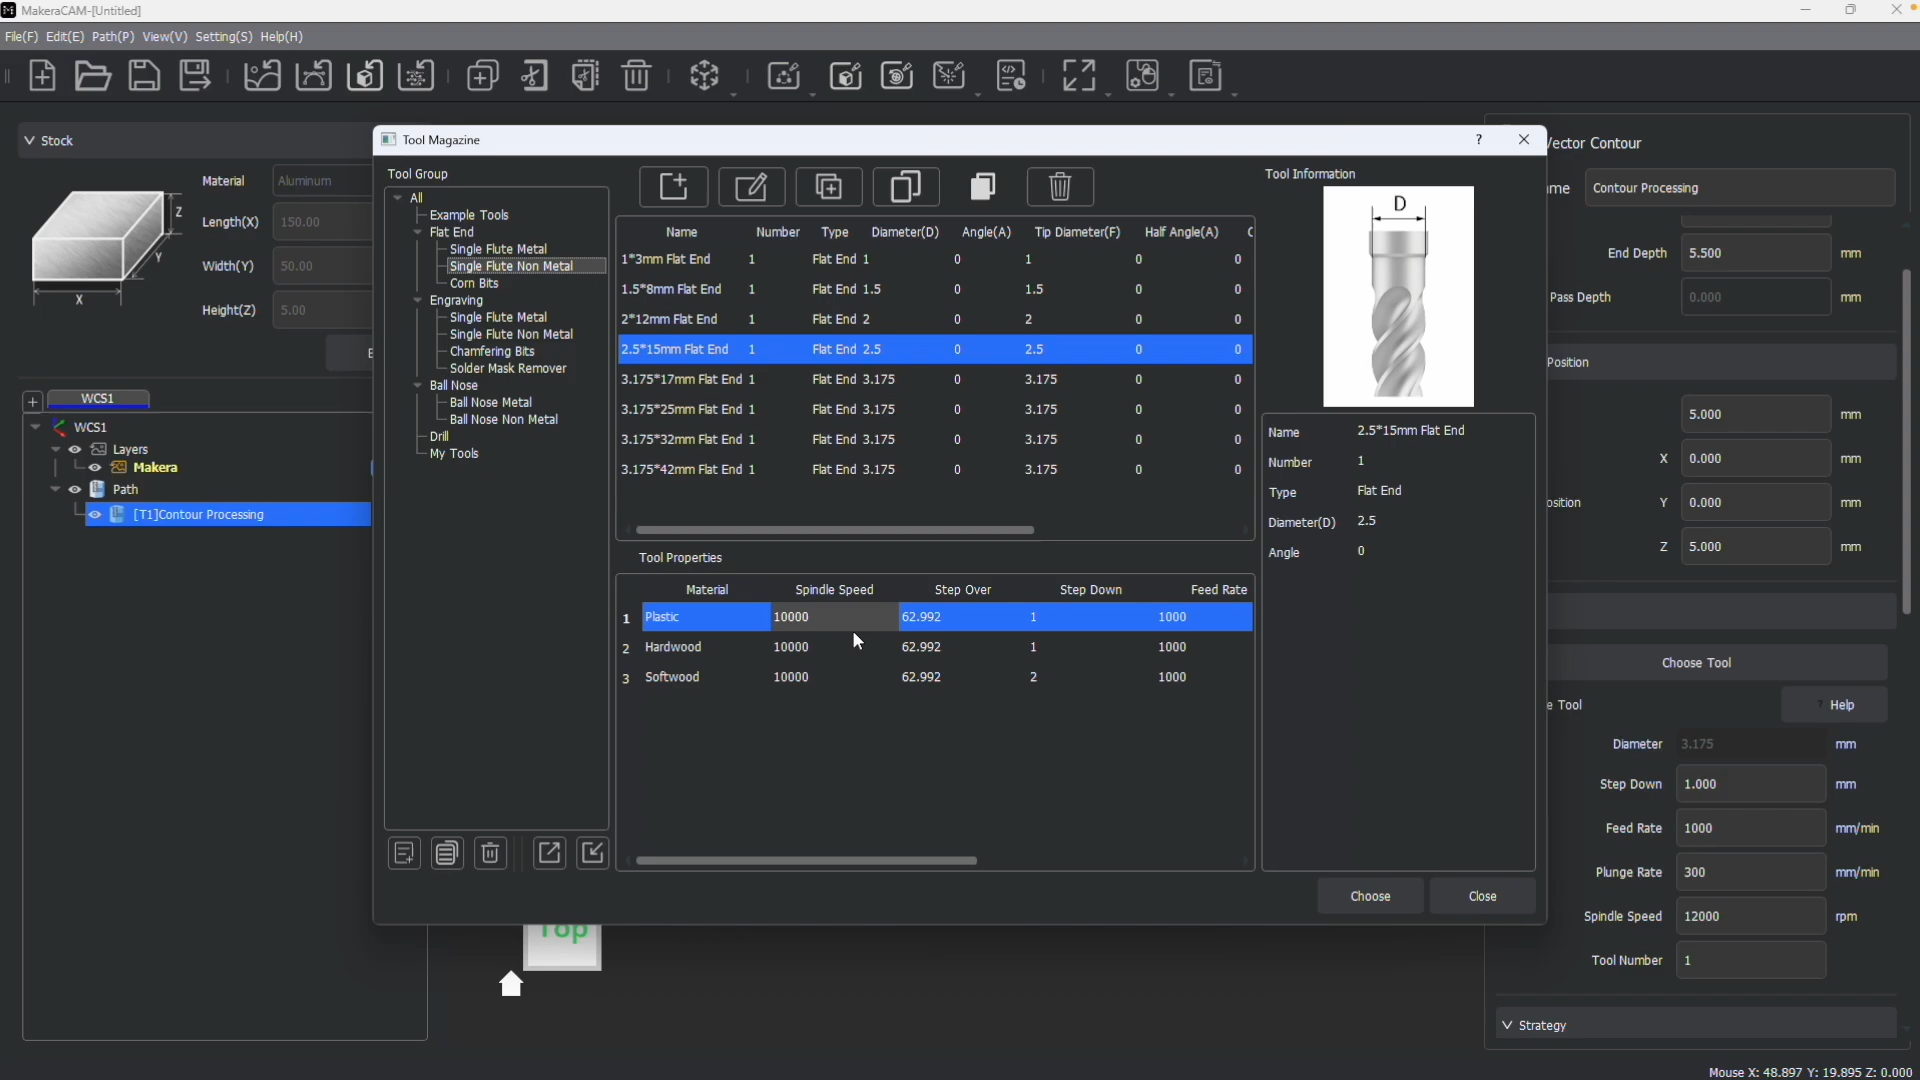 MakeraCAM-[Untitled]
File(F) Edit(E) Path(P) View(V) Setting(S) Help(H)
Stock
Material Aluminum
Length(X) 150.00
Width(Y) 50.00
Height(Z) 5.00
Z
Y
X
WCS1
WCS1
Layers
Makera
Path
[T1]Contour Processing
Tool Magazine
?
Tool Group
All
Example Tools
Flat End
Single Flute Metal
Single Flute Non Metal
Corn Bits
Engraving
Single Flute Metal
Single Flute Non Metal
Chamfering Bits
Solder Mask Remover
Ball Nose
Ball Nose Metal
Ball Nose Non Metal
Drill
My Tools
Name Number Type Diameter(D) Angle(A) Tip Diameter(F) Half Angle(A)
1*3mm Flat End 1 Flat End 1 0 1 0 0
1.5*8mm Flat End 1 Flat End 1.5 0 1.5 0 0
2*12mm Flat End 1 Flat End 2 0 2 0 0
2.5*15mm Flat End 1 Flat End 2.5 0 2.5 0 0
3.175*17mm Flat End 1 Flat End 3.175 0 3.175 0 0
3.175*25mm Flat End 1 Flat End 3.175 0 3.175 0 0
3.175*32mm Flat End 1 Flat End 3.175 0 3.175 0 0
3.175*42mm Flat End 1 Flat End 3.175 0 3.175 0 0
Tool Properties
Material Spindle Speed Step Over Step Down Feed Rate
1 Plastic 10000 62.992 1 1000
2 Hardwood 10000 62.992 1 1000
3 Softwood 10000 62.992 2 1000
Tool Information
D
Name 2.5*15mm Flat End
Number 1
Type Flat End
Diameter(D) 2.5
Angle 0
Choose Close
Top
Vector Contour
me Contour Processing
End Depth 5.500 mm
Pass Depth 0.000 mm
Position
5.000 mm
X 0.000 mm
osition Y 0.000 mm
Z 5.000 mm
Choose Tool
e Tool ? Help
Diameter 3.175 mm
Step Down 1.000 mm
Feed Rate 1000 mm/min
Plunge Rate 300 mm/min
Spindle Speed 12000 rpm
Tool Number 1
Strategy
Mouse X: 48.897 Y: 19.895 Z: 0.000